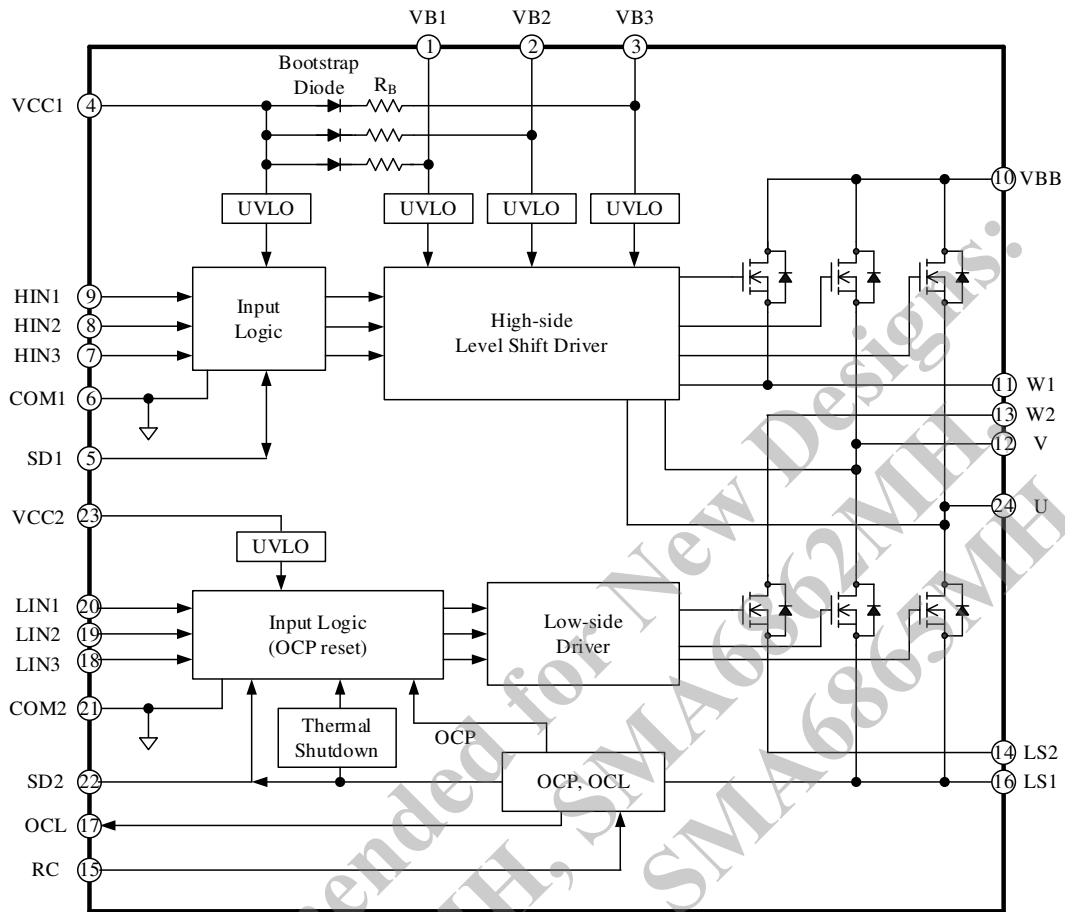 VB1 VB2 VB3
1 2 3
Bootstrap
Diode
R_B
VCC1 4
UVLO UVLO UVLO UVLO
10 VBB
HIN1 9
HIN2 8
HIN3 7
COM1 6
SD1 5
Input
Logic
High-side
Level Shift Driver
11 W1
13 W2
12 V
24 U
VCC2 23
UVLO
LIN1 20
LIN2 19
LIN3 18
COM2 21
Input Logic
(OCP reset)
Low-side
Driver
Thermal
Shutdown
OCP
OCP, OCL
14 LS2
16 LS1
SD2 22
OCL 17
RC 15
ended for New Designs:
MH, SMA6862MH,
SMA6865MH